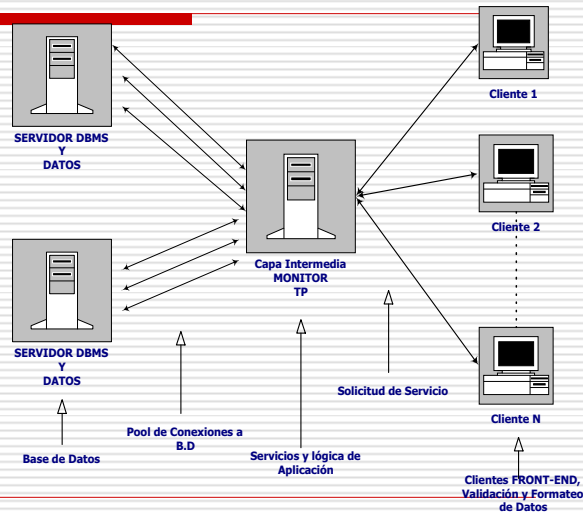 SERVIDOR DBMS
Y
DATOS
Cliente 1
Cliente 2
Capa Intermedia
MONITOR
TP
SERVIDOR DBMS
Y
DATOS
Cliente N
Solicitud de Servicio
Pool de Conexiones a
B.D
Servicios y lógica de
Aplicación
Base de Datos
Clientes FRONT-END,
Validación y Formateo
de Datos